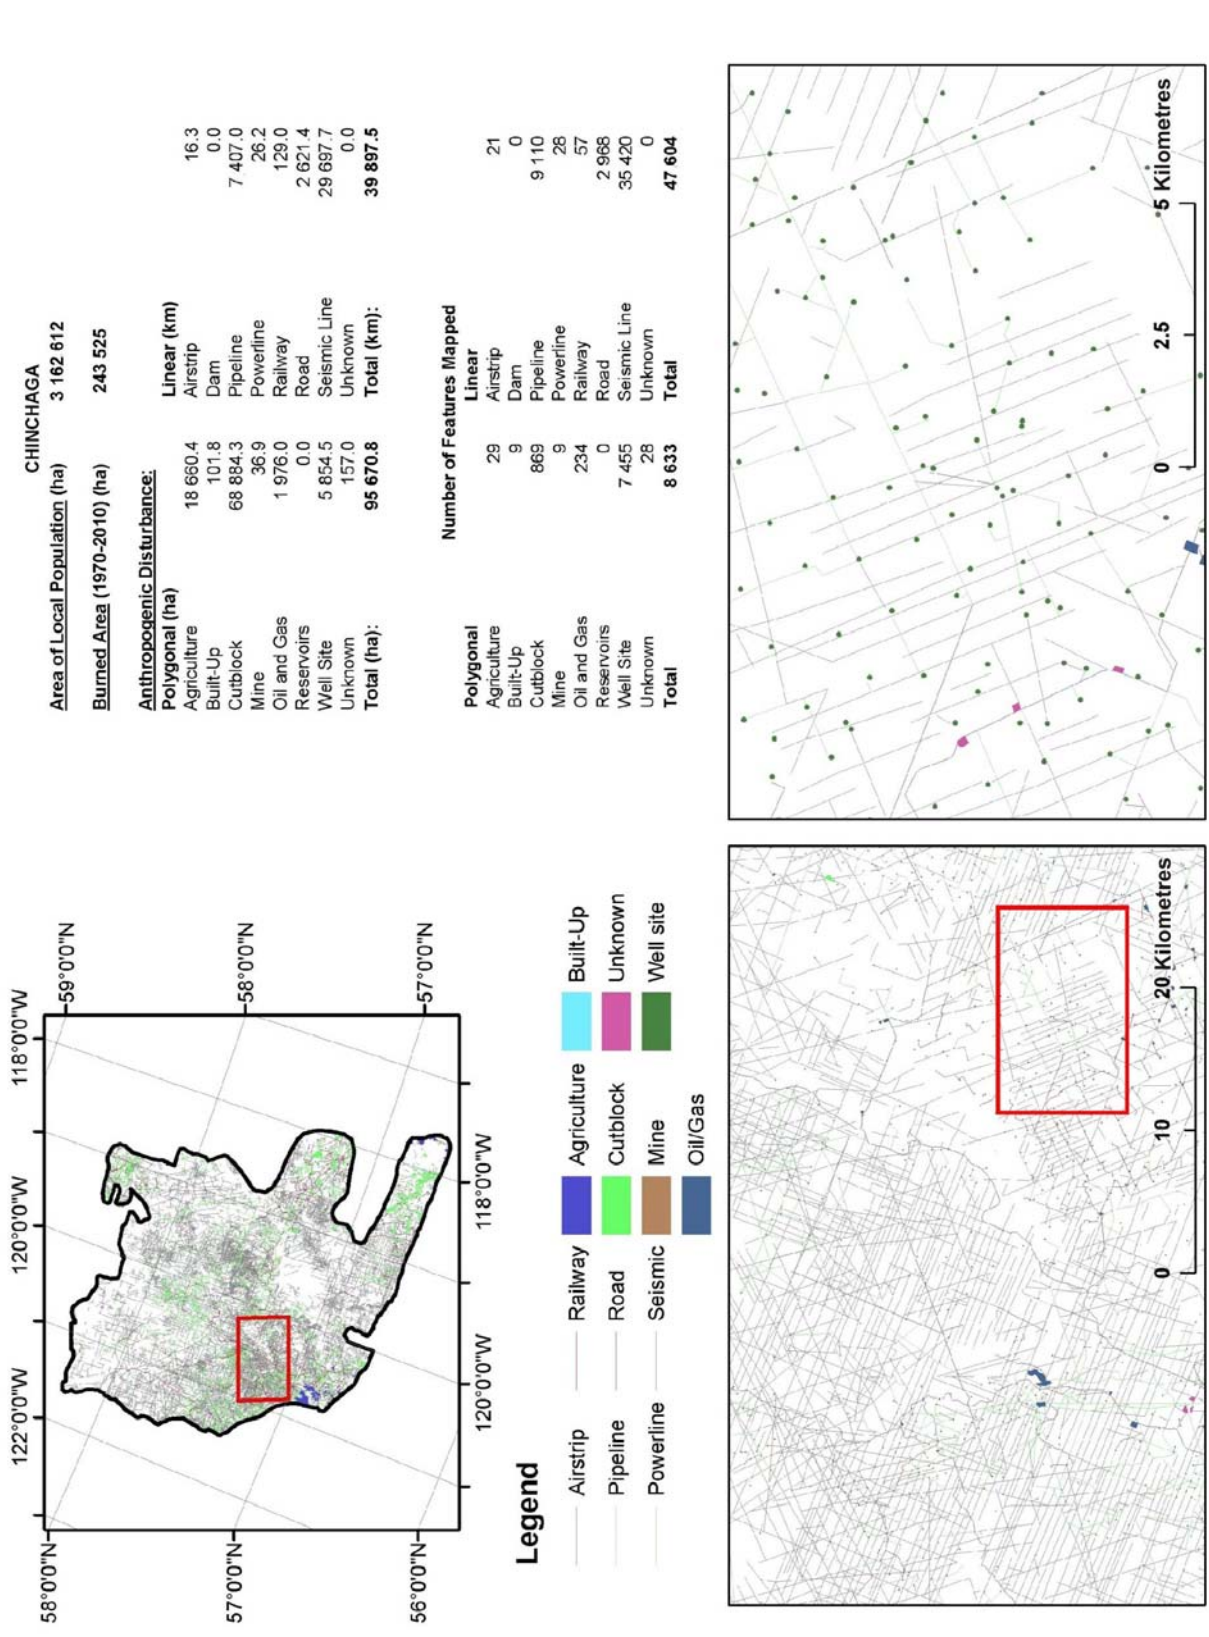 CHINCHAGA
Area of Local Population (ha) 3 162 612
Burned Area (1970-2010) (ha) 243 525
Anthropogenic Disturbance:
Polygonal (ha) Linear (km)
Agriculture 18 660.4 Airstrip 16.3
Built-Up 101.8 Dam 0.0
Cutblock 68 884.3 Pipeline 7 407.0
Mine 36.9 Powerline 26.2
Oil and Gas 1 976.0 Railway 129.0
Reservoirs 0.0 Road 2 621.4
Well Site 5 854.5 Seismic Line 29 697.7
Unknown 157.0 Unknown 0.0
Total (ha): 95 670.8 Total (km): 39 897.5
Number of Features Mapped
Polygonal Linear
Agriculture 29 Airstrip 21
Built-Up 9 Dam 0
Cutblock 869 Pipeline 9 110
Mine 9 Powerline 28
Oil and Gas 234 Railway 57
Reservoirs 0 Road 2 968
Well Site 7 455 Seismic Line 35 420
Unknown 28 Unknown 0
Total 8 633 Total 47 604
122°0'0"W 120°0'0"W 118°0'0"W
58°0'0"N 59°0'0"N
57°0'0"N 58°0'0"N
56°0'0"N 57°0'0"N
120°0'0"W 118°0'0"W
Legend
Airstrip Railway Agriculture Built-Up
Pipeline Road Cutblock Unknown
Powerline Seismic Mine Well site
Oil/Gas
0 10 20 Kilometres
0 2.5 5 Kilometres